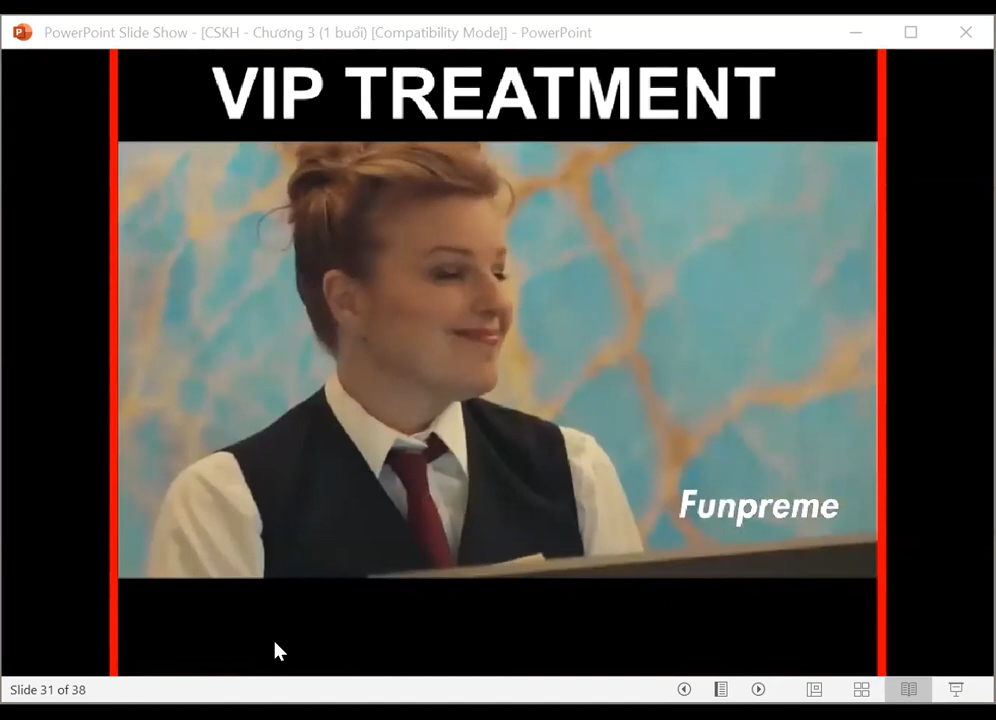 PowerPoint Slide Show - [CSKH - Chương 3 (1 buổi) [Compatibility Mode]] - PowerPoint
VIP TREATMENT
Funpreme
Slide 31 of 38